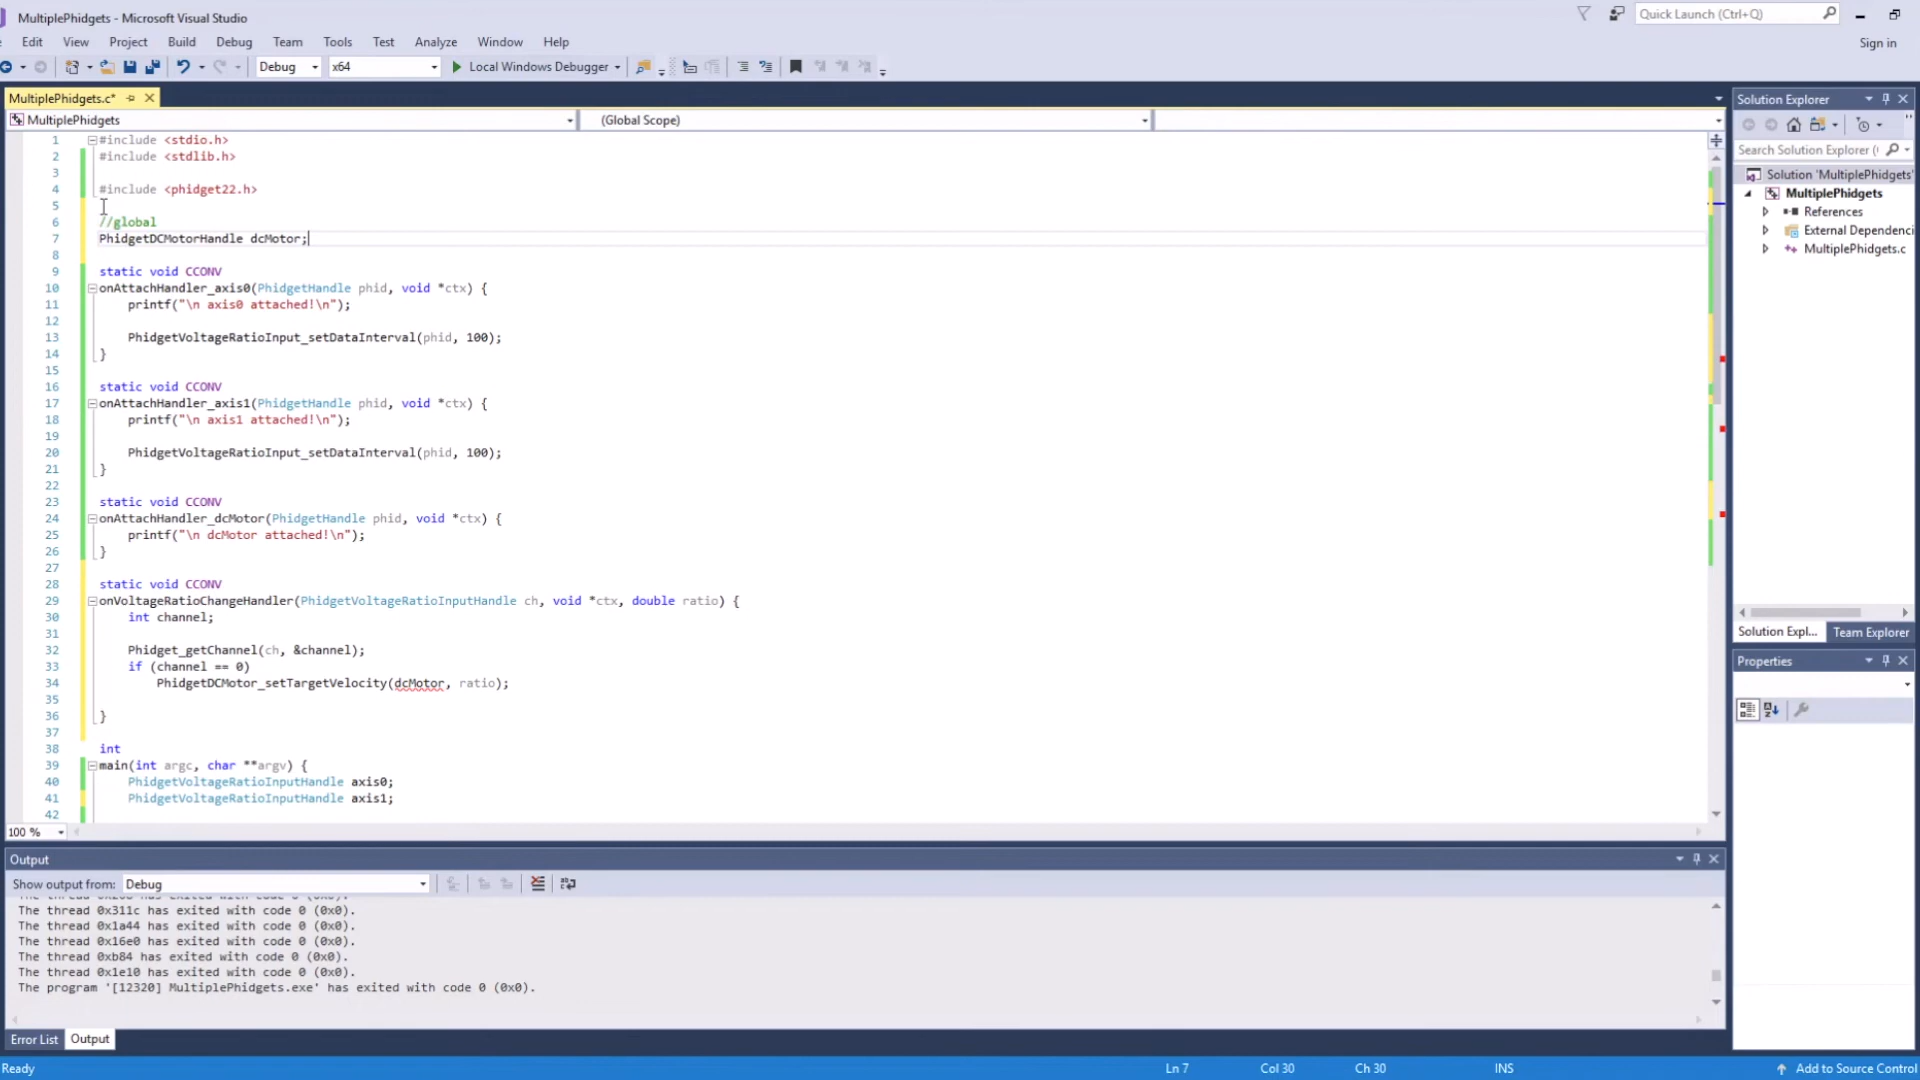 MultiplePhidgets - Microsoft Visual Studio
Quick Launch (Ctrl+Q)
Edit View Project Build Debug Team Tools Test Analyze Window Help
Sign in
Debug x64 Local Windows Debugger
MultiplePhidgets.c*
MultiplePhidgets (Global Scope)
1 #include <stdio.h>
2 #include <stdlib.h>
3
4 #include <phidget22.h>
5
6 //global
7 PhidgetDCMotorHandle dcMotor;
8
9 static void CCONV
10 onAttachHandler_axis0(PhidgetHandle phid, void *ctx) {
11 printf("\n axis0 attached!\n");
12
13 PhidgetVoltageRatioInput_setDataInterval(phid, 100);
14 }
15
16 static void CCONV
17 onAttachHandler_axis1(PhidgetHandle phid, void *ctx) {
18 printf("\n axis1 attached!\n");
19
20 PhidgetVoltageRatioInput_setDataInterval(phid, 100);
21 }
22
23 static void CCONV
24 onAttachHandler_dcMotor(PhidgetHandle phid, void *ctx) {
25 printf("\n dcMotor attached!\n");
26 }
27
28 static void CCONV
29 onVoltageRatioChangeHandler(PhidgetVoltageRatioInputHandle ch, void *ctx, double ratio) {
30 int channel;
31
32 Phidget_getChannel(ch, &channel);
33 if (channel == 0)
34 PhidgetDCMotor_setTargetVelocity(dcMotor, ratio);
35
36 }
37
38 int
39 main(int argc, char **argv) {
40 PhidgetVoltageRatioInputHandle axis0;
41 PhidgetVoltageRatioInputHandle axis1;
42
100 %
Output
Show output from: Debug
The thread 0x311c has exited with code 0 (0x0).
The thread 0x1a44 has exited with code 0 (0x0).
The thread 0x16e0 has exited with code 0 (0x0).
The thread 0xb84 has exited with code 0 (0x0).
The thread 0x1e10 has exited with code 0 (0x0).
The program '[12320] MultiplePhidgets.exe' has exited with code 0 (0x0).
Error List Output
Solution Explorer
Search Solution Explorer (
Solution 'MultiplePhidgets'
MultiplePhidgets
References
External Dependenci
MultiplePhidgets.c
Solution Expl... Team Explorer
Properties
Ready Ln 7 Col 30 Ch 30 INS Add to Source Control